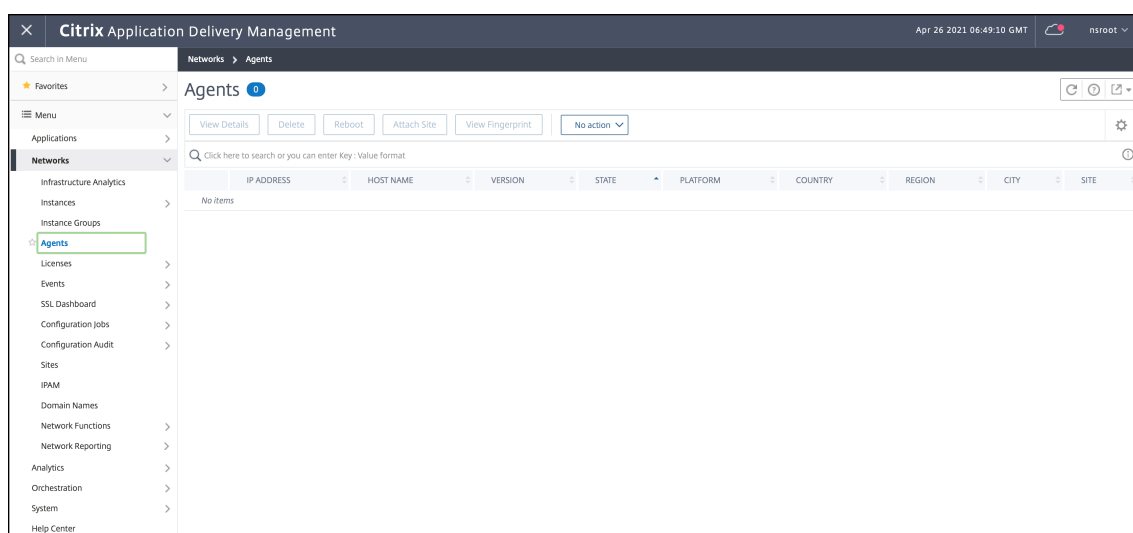 Citrix Application Delivery Management
Apr 26 2021 06:49:10 GMT
nsroot
Search in Menu
Networks > Agents
Favorites
Agents 0
Menu
View Details
Delete
Reboot
Attach Site
View Fingerprint
No action
Applications
Click here to search or you can enter Key : Value format
Networks
IP ADDRESS
HOST NAME
VERSION
STATE
PLATFORM
COUNTRY
REGION
CITY
SITE
No items
Infrastructure Analytics
Instances
Instance Groups
Agents
Licenses
Events
SSL Dashboard
Configuration Jobs
Configuration Audit
Sites
IPAM
Domain Names
Network Functions
Network Reporting
Analytics
Orchestration
System
Help Center